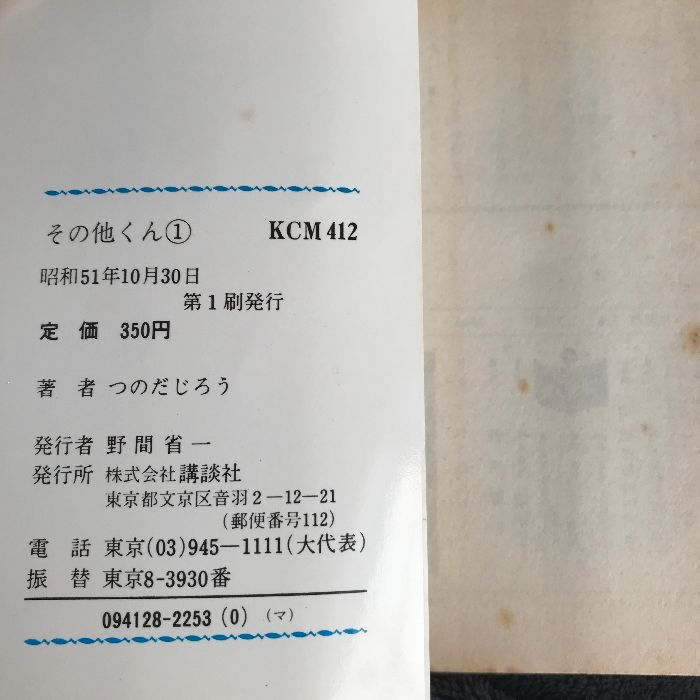 その他くん① KCM 412
昭和51年10月30日
第1刷発行
定 価 350円
著 者 つのだじろう
発行者 野間省一
発行所 株式会社講談社
東京都文京区音羽2―12―21
(郵便番号112)
電 話 東京(03)945―1111(大代表)
振 替 東京8-3930番
094128-2253 (0) (マ)